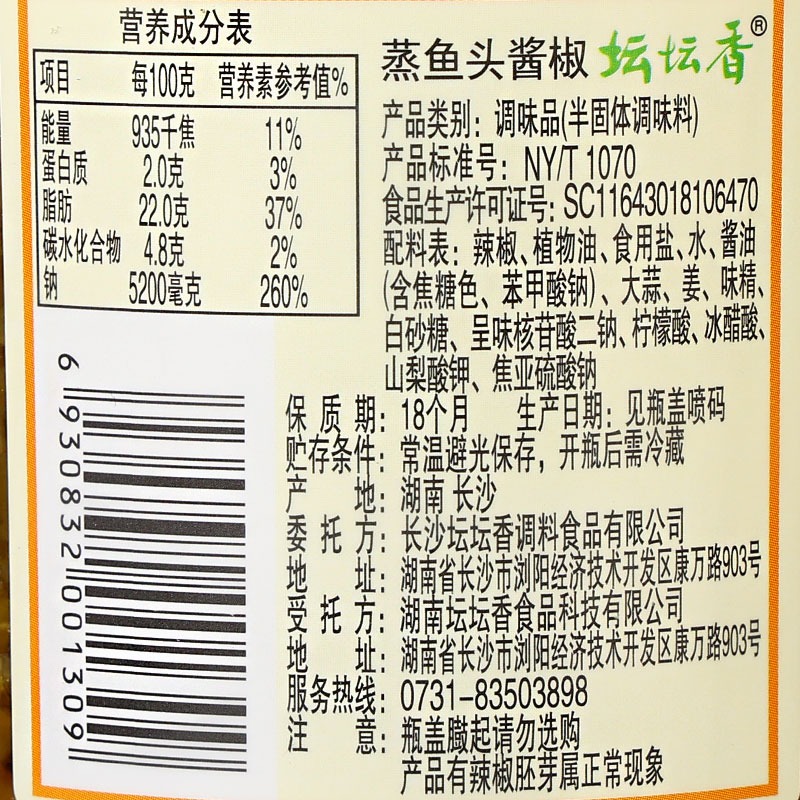 营养成分表
项目 每100克 营养素参考值%
能量 935千焦 11%
蛋白质 2.0克 3%
脂肪 22.0克 37%
碳水化合物 4.8克 2%
钠 5200毫克 260%
6 930832 001309
蒸鱼头酱椒 坛坛香®
产品类别：调味品(半固体调味料)
产品标准号：NY/T 1070
食品生产许可证号：SC11643018106470
配料表：辣椒、植物油、食用盐、水、酱油
(含焦糖色、苯甲酸钠)、大蒜、姜、味精、
白砂糖、呈味核苷酸二钠、柠檬酸、冰醋酸、
山梨酸钾、焦亚硫酸钠
保质期：18个月 生产日期：见瓶盖喷码
贮存条件：常温避光保存，开瓶后需冷藏
产地：湖南 长沙
委托方：长沙坛坛香调料食品有限公司
地址：湖南省长沙市浏阳经济技术开发区康万路903号
受托方：湖南坛坛香食品科技有限公司
地址：湖南省长沙市浏阳经济技术开发区康万路903号
服务热线：0731-83503898
注意：瓶盖臌起请勿选购
产品有辣椒胚芽属正常现象